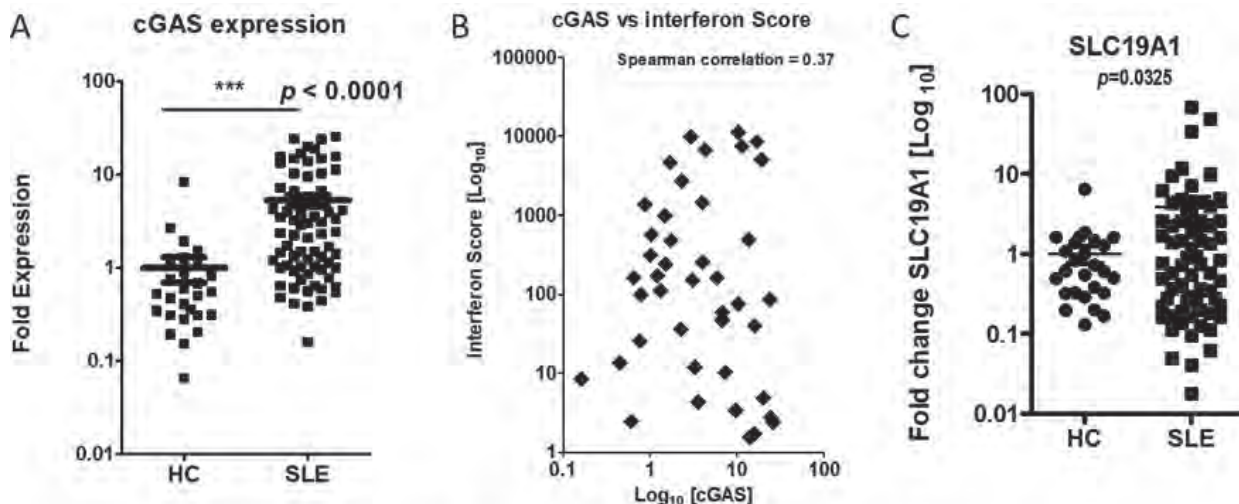 A
cGAS expression
*** p < 0.0001
Fold Expression
100
10
1
0.1
0.01
HC SLE
B
cGAS vs interferon Score
Spearman correlation = 0.37
Interferon Score [Log10]
100000
10000
1000
100
10
1
0.1 1 10 100
Log10 [cGAS]
C
SLC19A1
p=0.0325
Fold change SLC19A1 [Log 10]
100
10
1
0.1
0.01
HC SLE